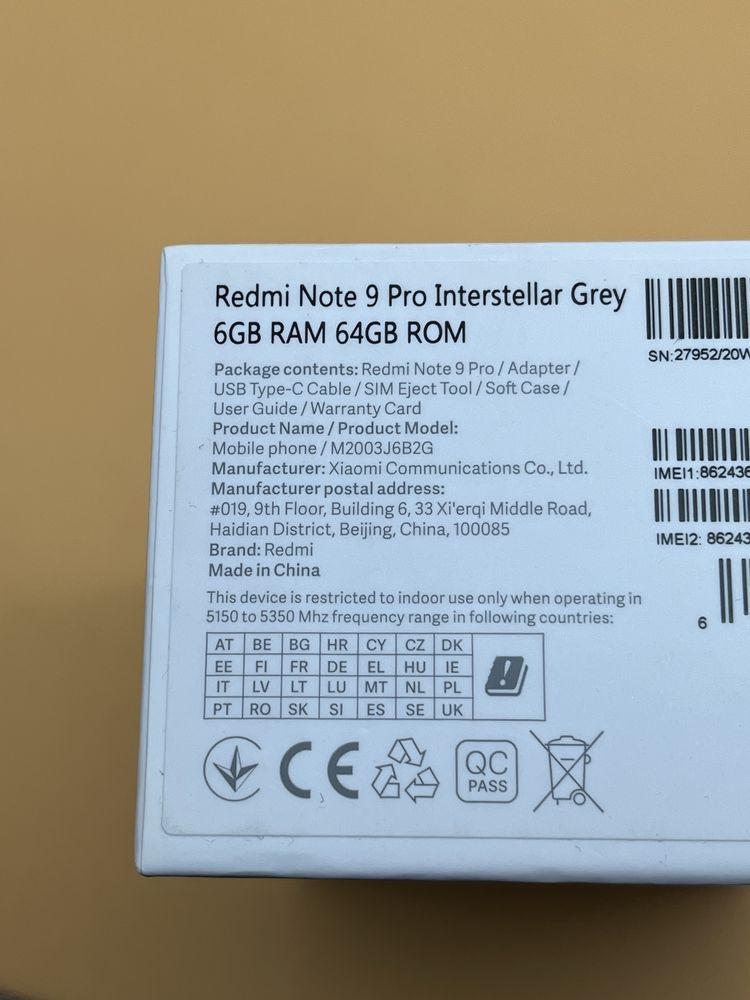 Redmi Note 9 Pro Interstellar Grey
6GB RAM 64GB ROM
Package contents: Redmi Note 9 Pro / Adapter /
USB Type-C Cable / SIM Eject Tool / Soft Case /
User Guide / Warranty Card
Product Name / Product Model:
Mobile phone / M2003J6B2G
Manufacturer: Xiaomi Communications Co., Ltd.
Manufacturer postal address:
#019, 9th Floor, Building 6, 33 Xi'erqi Middle Road,
Haidian District, Beijing, China, 100085
Brand: Redmi
Made in China
This device is restricted to indoor use only when operating in
5150 to 5350 Mhz frequency range in following countries:
AT BE BG HR CY CZ DK
EE FI FR DE EL HU IE
IT LV LT LU MT NL PL
PT RO SK SI ES SE UK
CE
QC
PASS
SN:27952/20W
IMEI1:862436
IMEI2: 86243
6